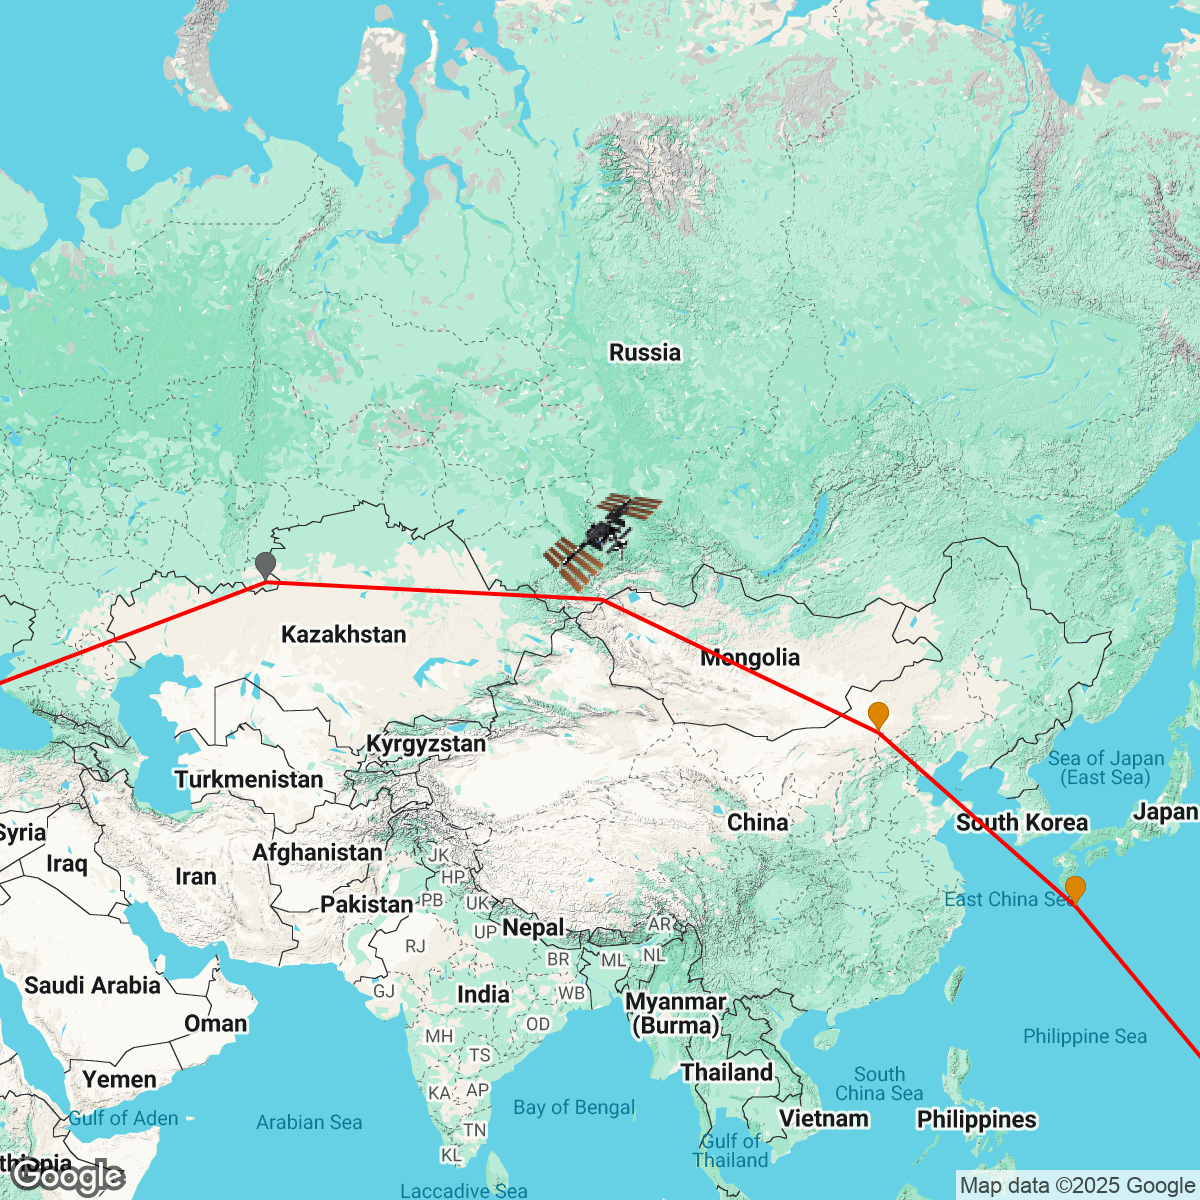 Russia
Kazakhstan
Mongolia
Kyrgyzstan
Sea of Japan
(East Sea)
Turkmenistan
Japan
South Korea
China
Syria
Iraq
Afghanistan
JK
Iran
HP
Pakistan
PB
UK
East China Sea
AR
Nepal
UP
RJ
BR
ML
NL
Saudi Arabia
GJ
India
WB
Myanmar
(Burma)
Oman
OD
MH
Philippine Sea
TS
Yemen
Thailand
South
China Sea
KA
AP
Bay of Bengal
Gulf of Aden
Arabian Sea
Vietnam
Philippines
TN
Gulf of
Thailand
KL
thiopia
Google
Laccadive Sea
Map data ©2025 Google